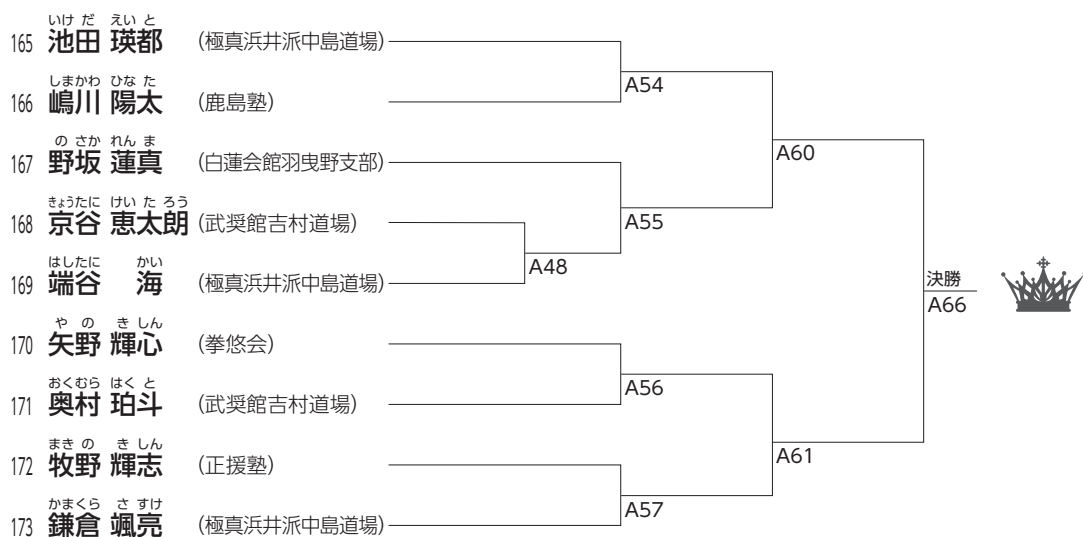 いけ だ えい と
165 池田 瑛都 (極真浜井派中島道場)
A54
しまかわ ひな た
166 嶋川 陽太 (鹿島塾)
A60
の さか れん ま
167 野坂 蓮真 (白蓮会館羽曳野支部)
A55
きょうたに けい た ろう
168 京谷 恵太朗 (武奨館吉村道場)
A48
はしたに かい
169 端谷 海 (極真浜井派中島道場)
決勝
A66
や の き しん
170 矢野 輝心 (拳悠会)
A56
おくむら はく と
171 奥村 珀斗 (武奨館吉村道場)
A61
まき の き しん
172 牧野 輝志 (正援塾)
A57
かまくら さ すけ
173 鎌倉 颯亮 (極真浜井派中島道場)